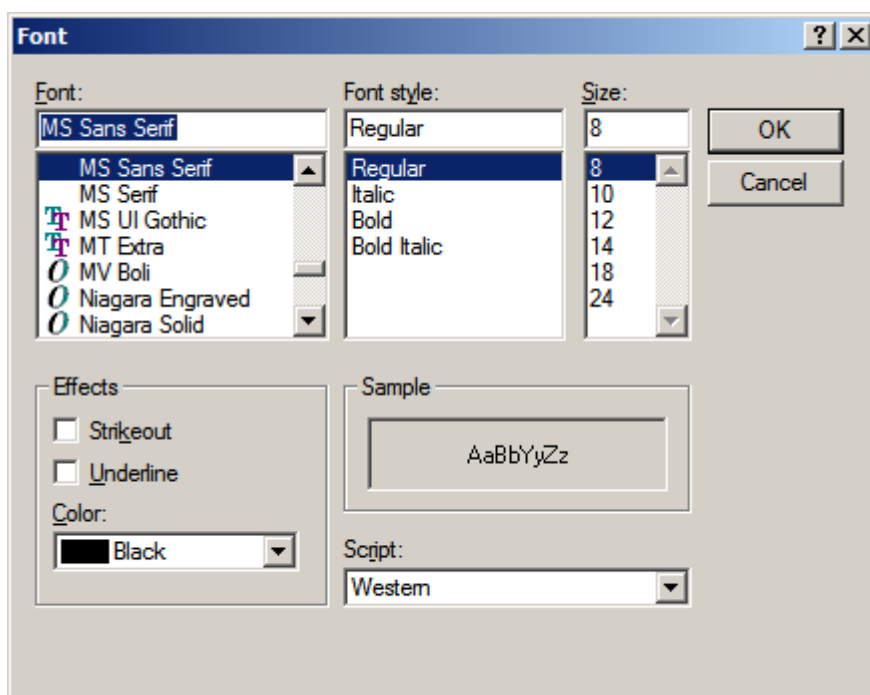 Font
Font: Font style: Size:
MS Sans Serif Regular 8 OK
MS Sans Serif Regular 8 Cancel
MS Serif Italic 10
MS UI Gothic Bold 12
MT Extra Bold Italic 14
MV Boli 18
Niagara Engraved 24
Niagara Solid
Effects Sample
Strikeout
AaBbYyZz
Underline
Color:
Black Script:
Western